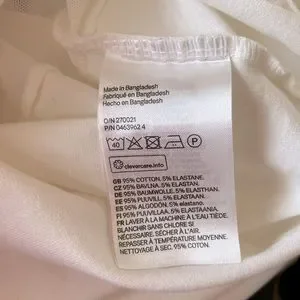 Made in Bangladesh
Fabriqué en Bangladesh
Hecho en Bangladesh
O/N 270021
P/N 0463962.4
40
clevercare.info
GB 95% COTTON. 5% ELASTANE.
CZ 95% BAVLNA. 5% ELASTAN.
DE 95% BAUMWOLLE. 5% ELASTHAN.
EE 95% PUUVILL. 5% ELASTAAN.
ES 95% ALGODÓN. 5% ELASTANO.
FI 95% PUUVILLAA. 5% ELASTAANIA.
FR LAVER À LA MACHINE À L'EAU TIÈDE.
BLANCHIR SANS CHLORE SI
NÉCESSAIRE. SÉCHER À L'AIR.
REPASSER À TEMPÉRATURE MOYENNE.
NETTOYAGE À SEC. 95% COTON.